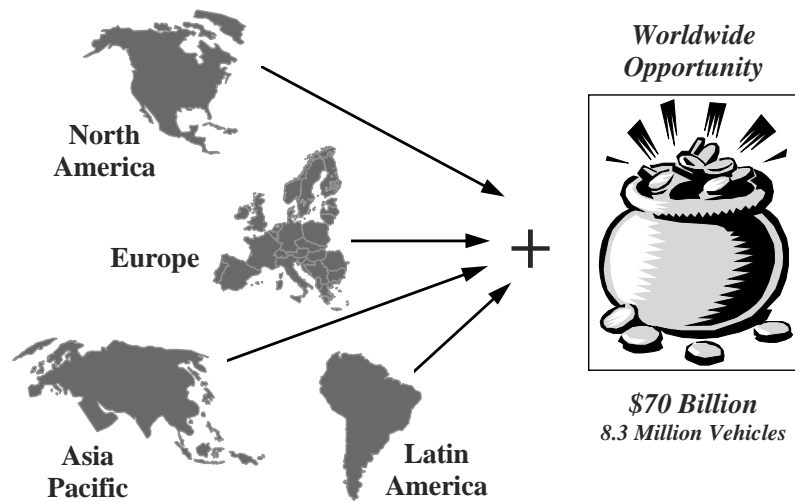 Worldwide
Opportunity
North
America
Europe
+
Asia
Pacific
Latin
America
$70 Billion
8.3 Million Vehicles